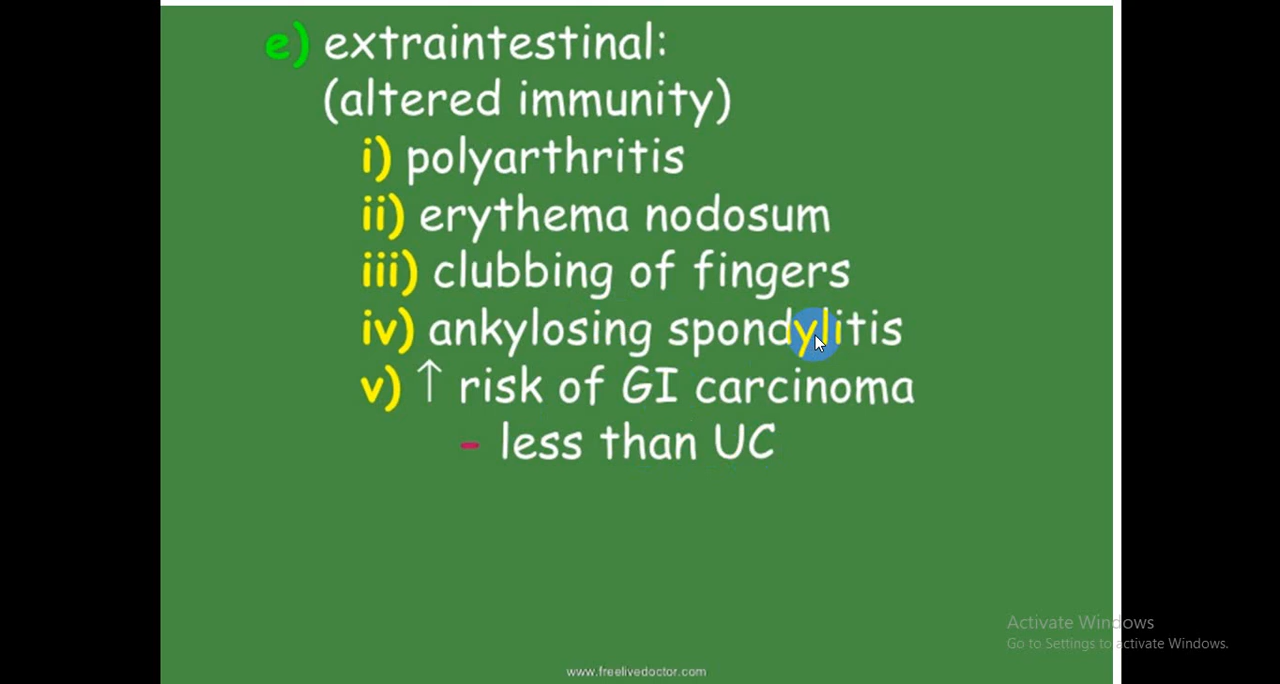 e) extraintestinal:
(altered immunity)
i) polyarthritis
ii) erythema nodosum
iii) clubbing of fingers
iv) ankylosing spondylitis
v) ↑ risk of GI carcinoma
- less than UC
Activate Windows
Go to Settings to activate Windows.
www.freelivedoctor.com